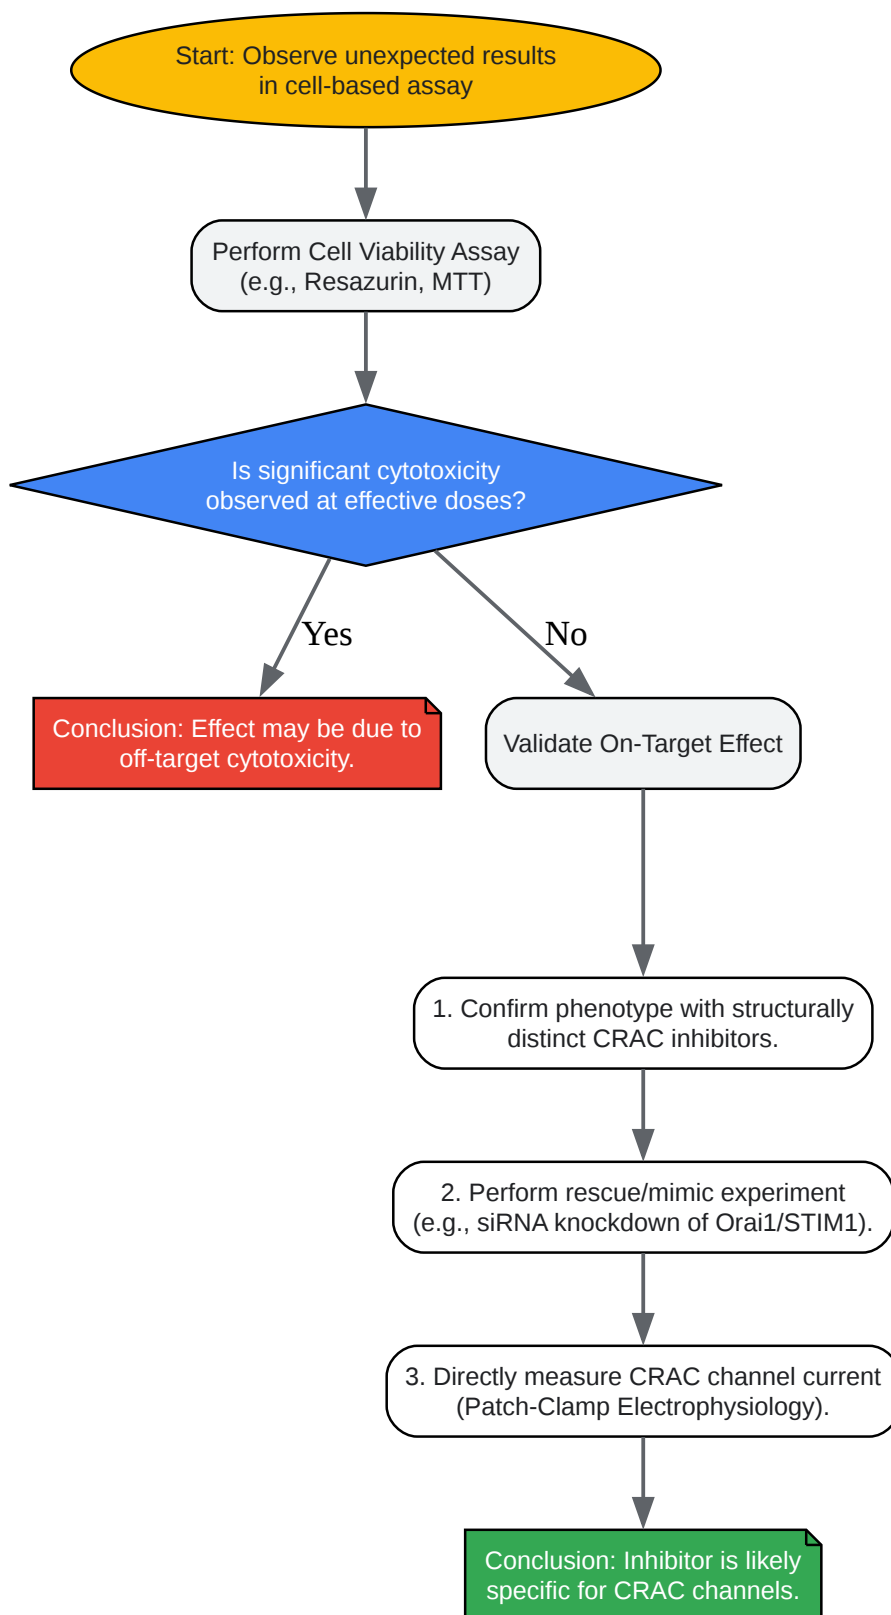 Start: Observe unexpected results
in cell-based assay
Perform Cell Viability Assay
(e.g., Resazurin, MTT)
Is significant cytotoxicity
observed at effective doses?
Yes
No
Conclusion: Effect may be due to
off-target cytotoxicity.
Validate On-Target Effect
1. Confirm phenotype with structurally
distinct CRAC inhibitors.
2. Perform rescue/mimic experiment
(e.g., siRNA knockdown of Orai1/STIM1).
3. Directly measure CRAC channel current
(Patch-Clamp Electrophysiology).
Conclusion: Inhibitor is likely
specific for CRAC channels.